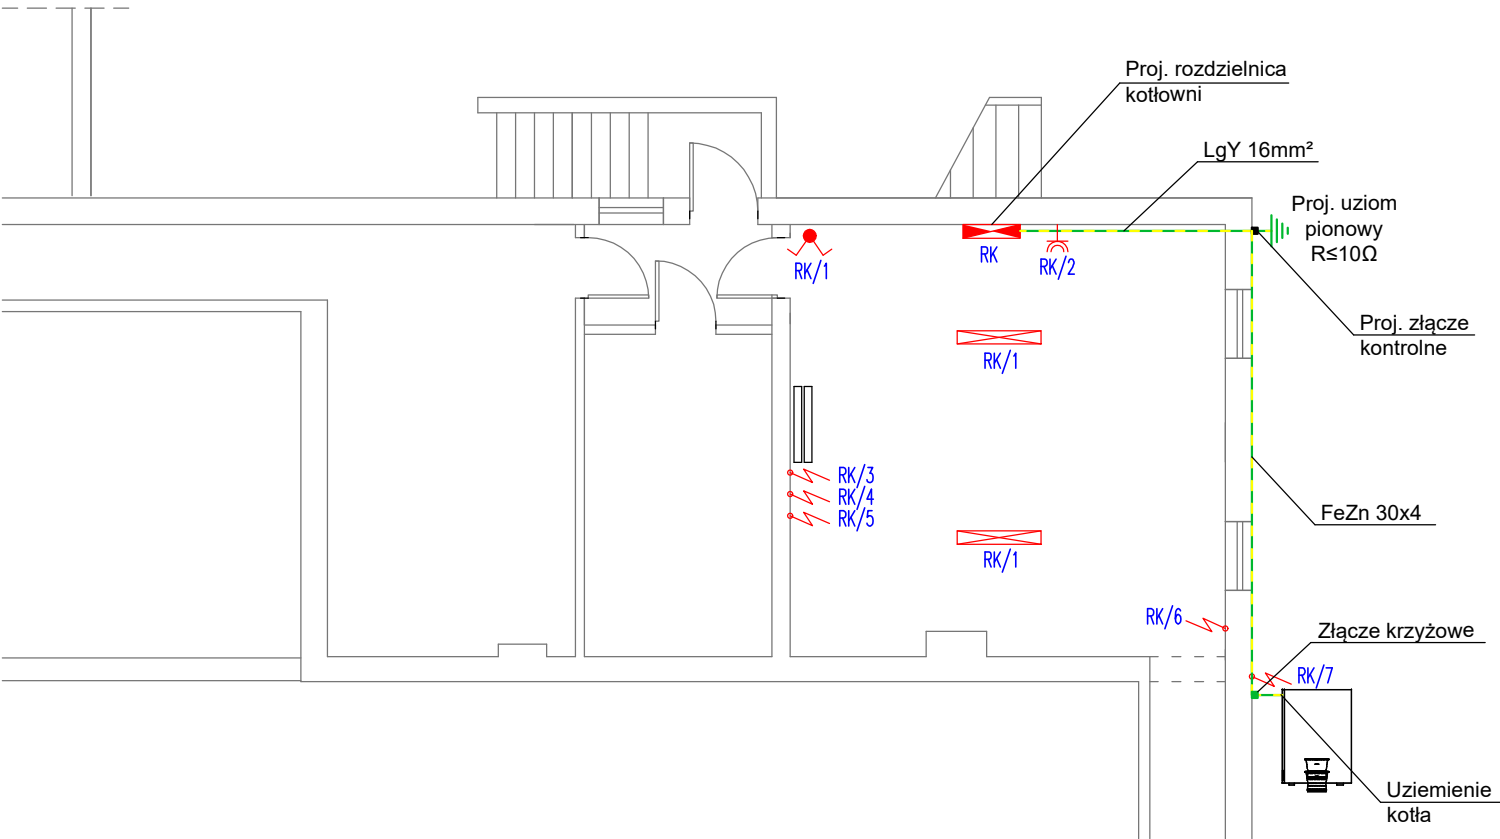 Proj. rozdzielnica
kotłowni
LgY 16mm²
Proj. uziom
pionowy
R≤10Ω
RK/1
RK
RK/2
Proj. złącze
kontrolne
RK/1
RK/3
RK/4
RK/5
FeZn 30x4
RK/1
RK/6
Złącze krzyżowe
RK/7
Uziemienie
kotła